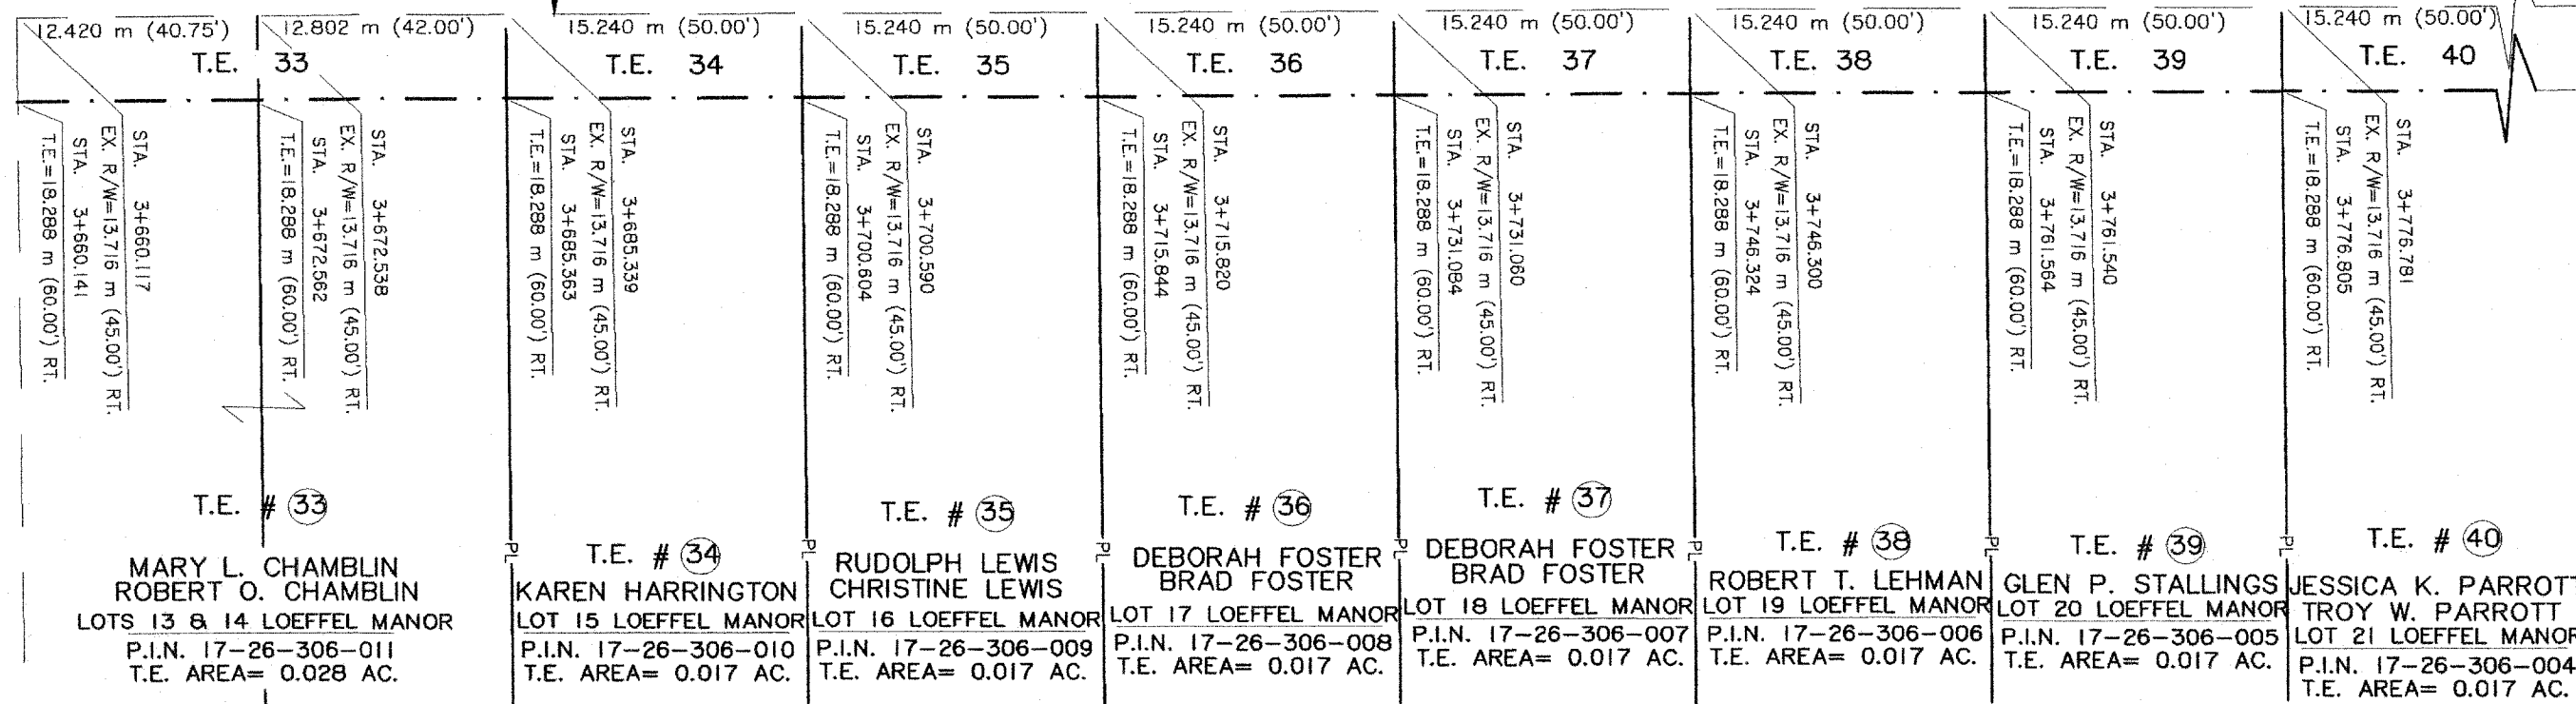 12.420 m (40.75')
12.802 m (42.00')
15.240 m (50.00')
15.240 m (50.00')
15.240 m (50.00')
15.240 m (50.00')
15.240 m (50.00')
15.240 m (50.00')
15.240 m (50.00')
T.E. 33
T.E. 34
T.E. 35
T.E. 36
T.E. 37
T.E. 38
T.E. 39
T.E. 40
STA. 3+660.117
EX. R/W=13.716 m (45.00') RT.
STA. 3+660.141
T.E.=18.288 m (60.00') RT.
STA. 3+672.538
EX. R/W=13.716 m (45.00') RT.
STA. 3+672.562
T.E.=18.288 m (60.00') RT.
STA. 3+685.339
EX. R/W=13.716 m (45.00') RT.
STA. 3+685.363
T.E.=18.288 m (60.00') RT.
STA. 3+700.590
EX. R/W=13.716 m (45.00') RT.
STA. 3+700.604
T.E.=18.288 m (60.00') RT.
STA. 3+715.820
EX. R/W=13.716 m (45.00') RT.
STA. 3+715.844
T.E.=18.288 m (60.00') RT.
STA. 3+731.060
EX. R/W=13.716 m (45.00') RT.
STA. 3+731.084
T.E.=18.288 m (60.00') RT.
STA. 3+746.300
EX. R/W=13.716 m (45.00') RT.
STA. 3+746.324
T.E.=18.288 m (60.00') RT.
STA. 3+761.540
EX. R/W=13.716 m (45.00') RT.
STA. 3+761.564
T.E.=18.288 m (60.00') RT.
STA. 3+776.781
EX. R/W=13.716 m (45.00') RT.
STA. 3+776.805
T.E.=18.288 m (60.00') RT.
T.E. # 33
MARY L. CHAMBLIN
ROBERT O. CHAMBLIN
LOTS 13 & 14 LOEFFEL MANOR
P.I.N. 17-26-306-011
T.E. AREA= 0.028 AC.
PL
T.E. # 34
KAREN HARRINGTON
LOT 15 LOEFFEL MANOR
P.I.N. 17-26-306-010
T.E. AREA= 0.017 AC.
PL
T.E. # 35
RUDOLPH LEWIS
CHRISTINE LEWIS
LOT 16 LOEFFEL MANOR
P.I.N. 17-26-306-009
T.E. AREA= 0.017 AC.
PL
T.E. # 36
DEBORAH FOSTER
BRAD FOSTER
LOT 17 LOEFFEL MANOR
P.I.N. 17-26-306-008
T.E. AREA= 0.017 AC.
PL
T.E. # 37
DEBORAH FOSTER
BRAD FOSTER
LOT 18 LOEFFEL MANOR
P.I.N. 17-26-306-007
T.E. AREA= 0.017 AC.
PL
T.E. # 38
ROBERT T. LEHMAN
LOT 19 LOEFFEL MANOR
P.I.N. 17-26-306-006
T.E. AREA= 0.017 AC.
PL
T.E. # 39
GLEN P. STALLINGS
LOT 20 LOEFFEL MANOR
P.I.N. 17-26-306-005
T.E. AREA= 0.017 AC.
PL
T.E. # 40
JESSICA K. PARROTT
TROY W. PARROTT
LOT 21 LOEFFEL MANOR
P.I.N. 17-26-306-004
T.E. AREA= 0.017 AC.